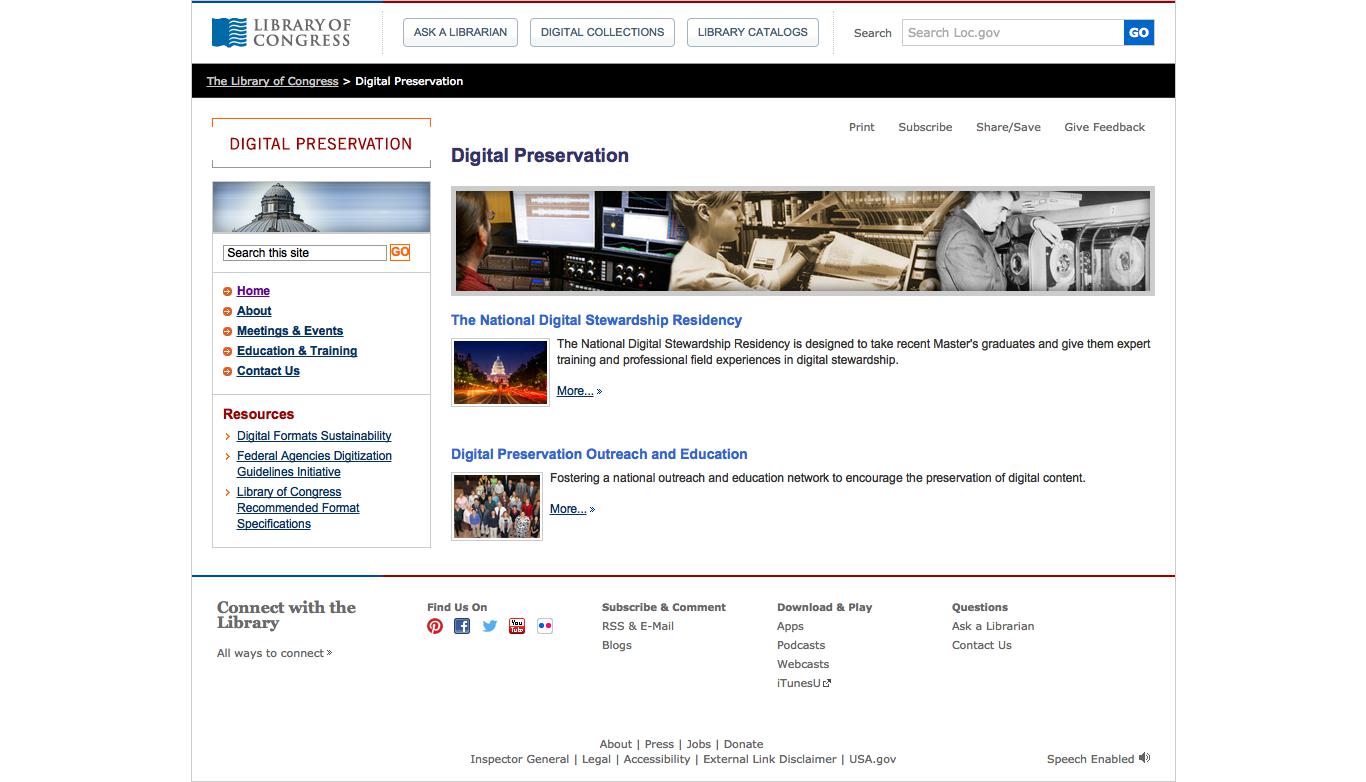 LIBRARY OF
CONGRESS
ASK A LIBRARIAN
DIGITAL COLLECTIONS
LIBRARY CATALOGS
Search
Search Loc.gov
GO
The Library of Congress > Digital Preservation
DIGITAL PRESERVATION
Search this site
GO
Home
About
Meetings & Events
Education & Training
Contact Us
Resources
Digital Formats Sustainability
Federal Agencies Digitization
Guidelines Initiative
Library of Congress
Recommended Format
Specifications
Print
Subscribe
Share/Save
Give Feedback
Digital Preservation
The National Digital Stewardship Residency
The National Digital Stewardship Residency is designed to take recent Master's graduates and give them expert
training and professional field experiences in digital stewardship.
More... »
Digital Preservation Outreach and Education
Fostering a national outreach and education network to encourage the preservation of digital content.
More... »
Connect with the
Library
All ways to connect »
Find Us On
You
Tube
Subscribe & Comment
RSS & E-Mail
Blogs
Download & Play
Apps
Podcasts
Webcasts
iTunesU
Questions
Ask a Librarian
Contact Us
About | Press | Jobs | Donate
Inspector General | Legal | Accessibility | External Link Disclaimer | USA.gov
Speech Enabled